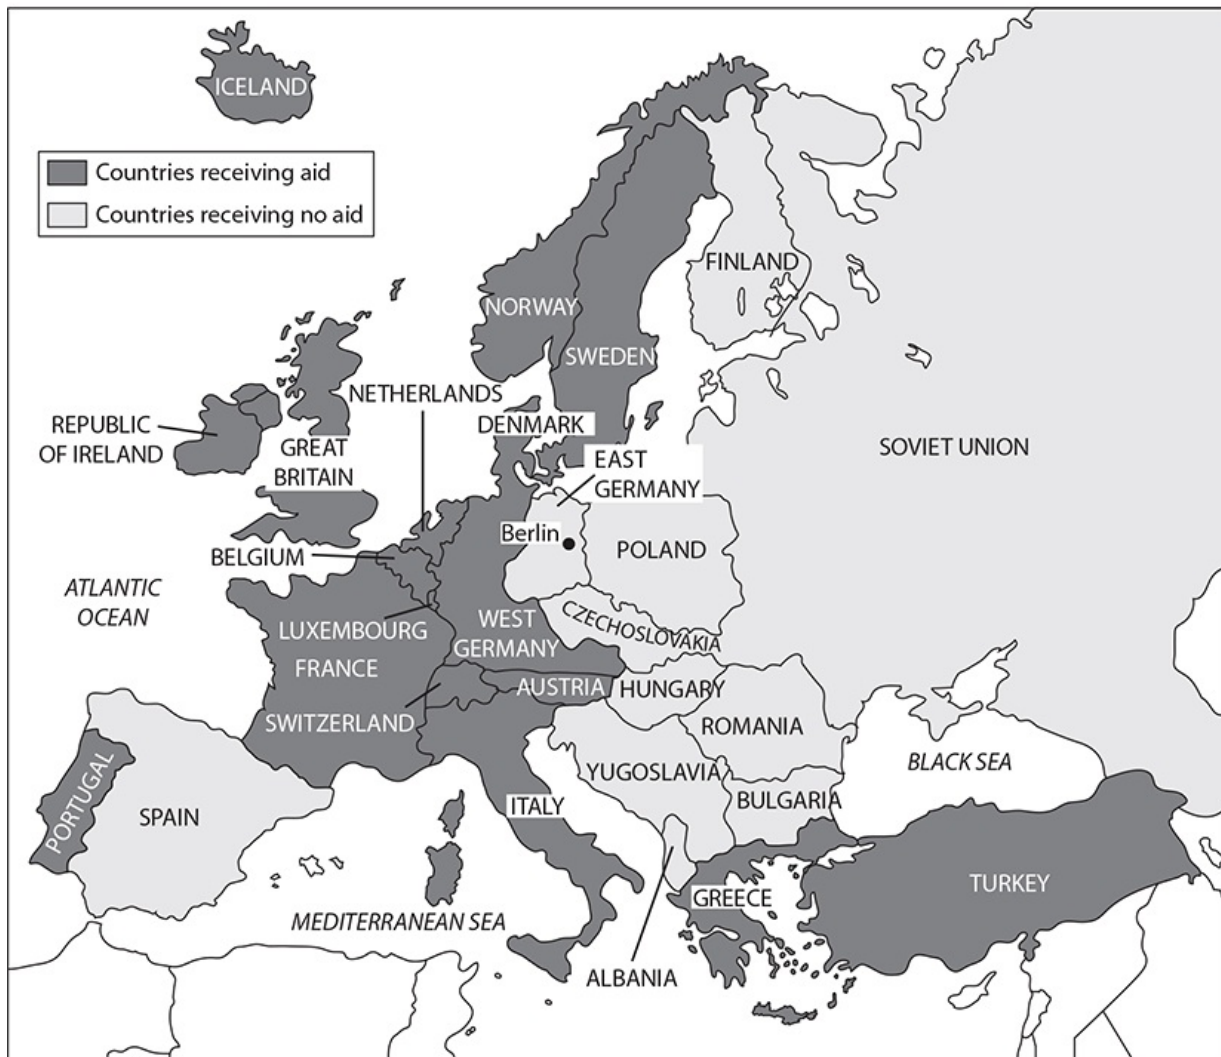 ICELAND
Countries receiving aid
Countries receiving no aid
FINLAND
NORWAY
SWEDEN
NETHERLANDS
REPUBLIC
OF IRELAND
DENMARK
GREAT
BRITAIN
EAST
GERMANY
SOVIET UNION
Berlin
POLAND
BELGIUM
ATLANTIC
OCEAN
LUXEMBOURG
WEST
GERMANY
CZECHOSLOVAKIA
FRANCE
AUSTRIA
HUNGARY
SWITZERLAND
ROMANIA
BLACK SEA
YUGOSLAVIA
BULGARIA
PORTUGAL
SPAIN
ITALY
TURKEY
GREECE
MEDITERRANEAN SEA
ALBANIA